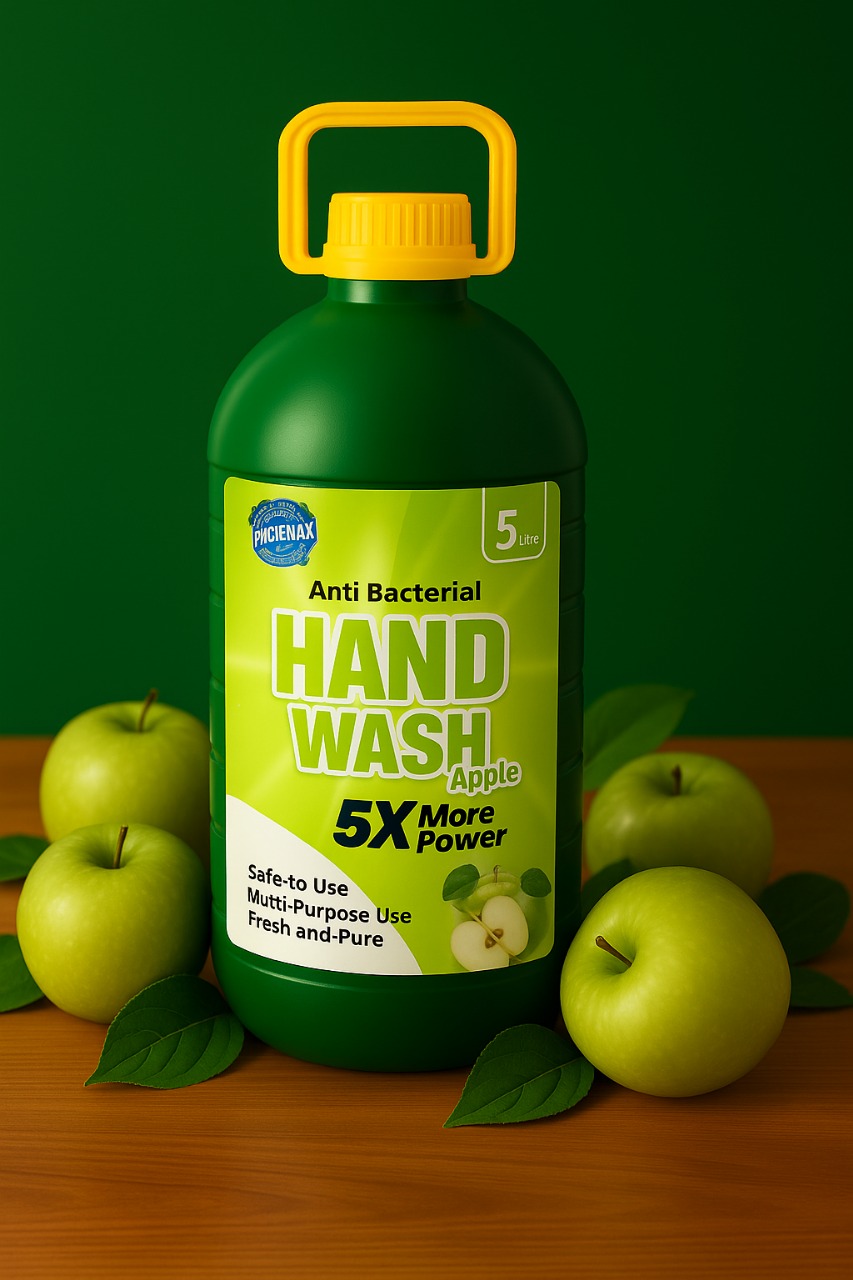 PИCIENAX
5 Litre
Anti Bacterial
HAND
WASH
Apple
5X More
Power
Safe-to Use
Mutti-Purpose Use
Fresh and-Pure